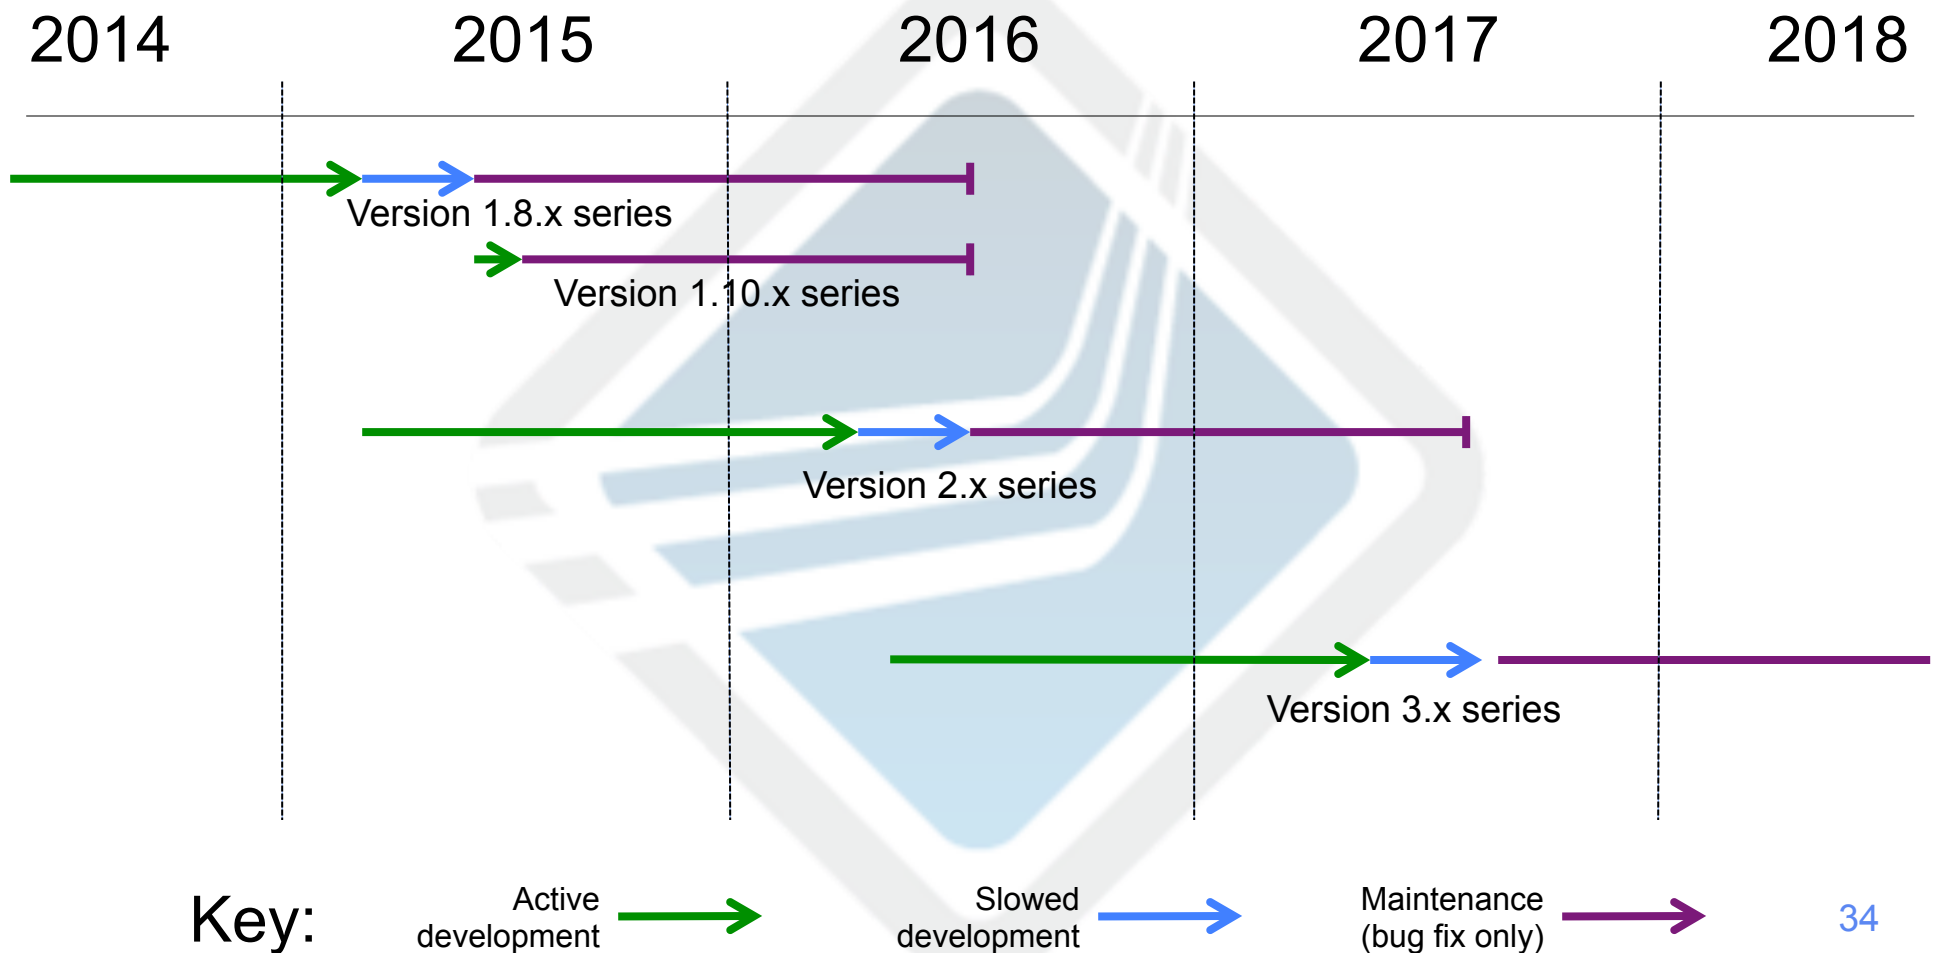 2014 2015 2016 2017 2018
Version 1.8.x series
Version 1.10.x series
Version 2.x series
Version 3.x series
Key:
Active
development
Slowed
development
Maintenance
(bug fix only)
34